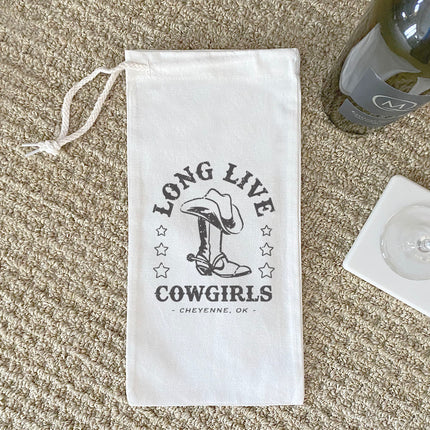 LONG LIVE
COWGIRLS
- CHEYENNE, OK -
M